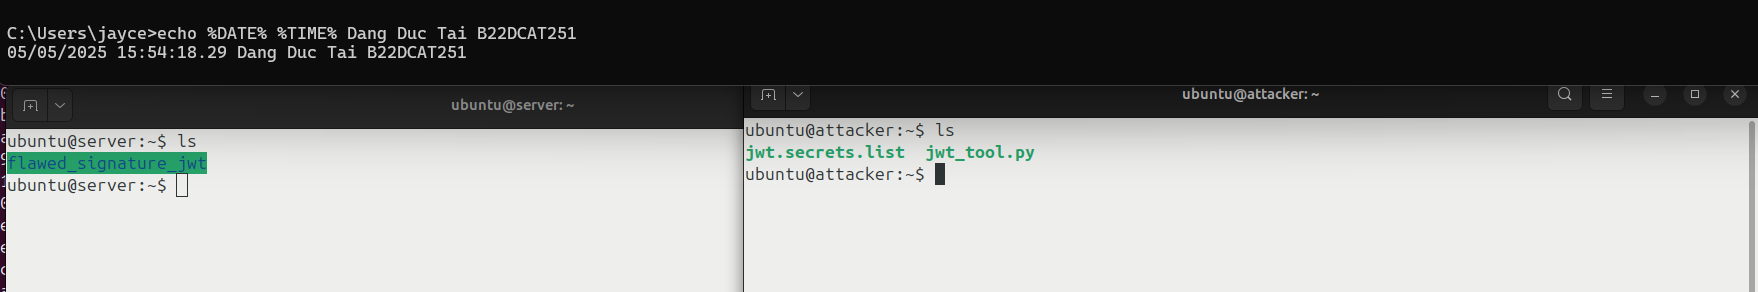 C:\Users\jayce>echo %DATE% %TIME% Dang Duc Tai B22DCAT251
05/05/2025 15:54:18.29 Dang Duc Tai B22DCAT251
ubuntu@server: ~
ubuntu@server:~$ ls
flawed_signature_jwt
ubuntu@server:~$
ubuntu@attacker: ~
ubuntu@attacker:~$ ls
jwt.secrets.list  jwt_tool.py
ubuntu@attacker:~$